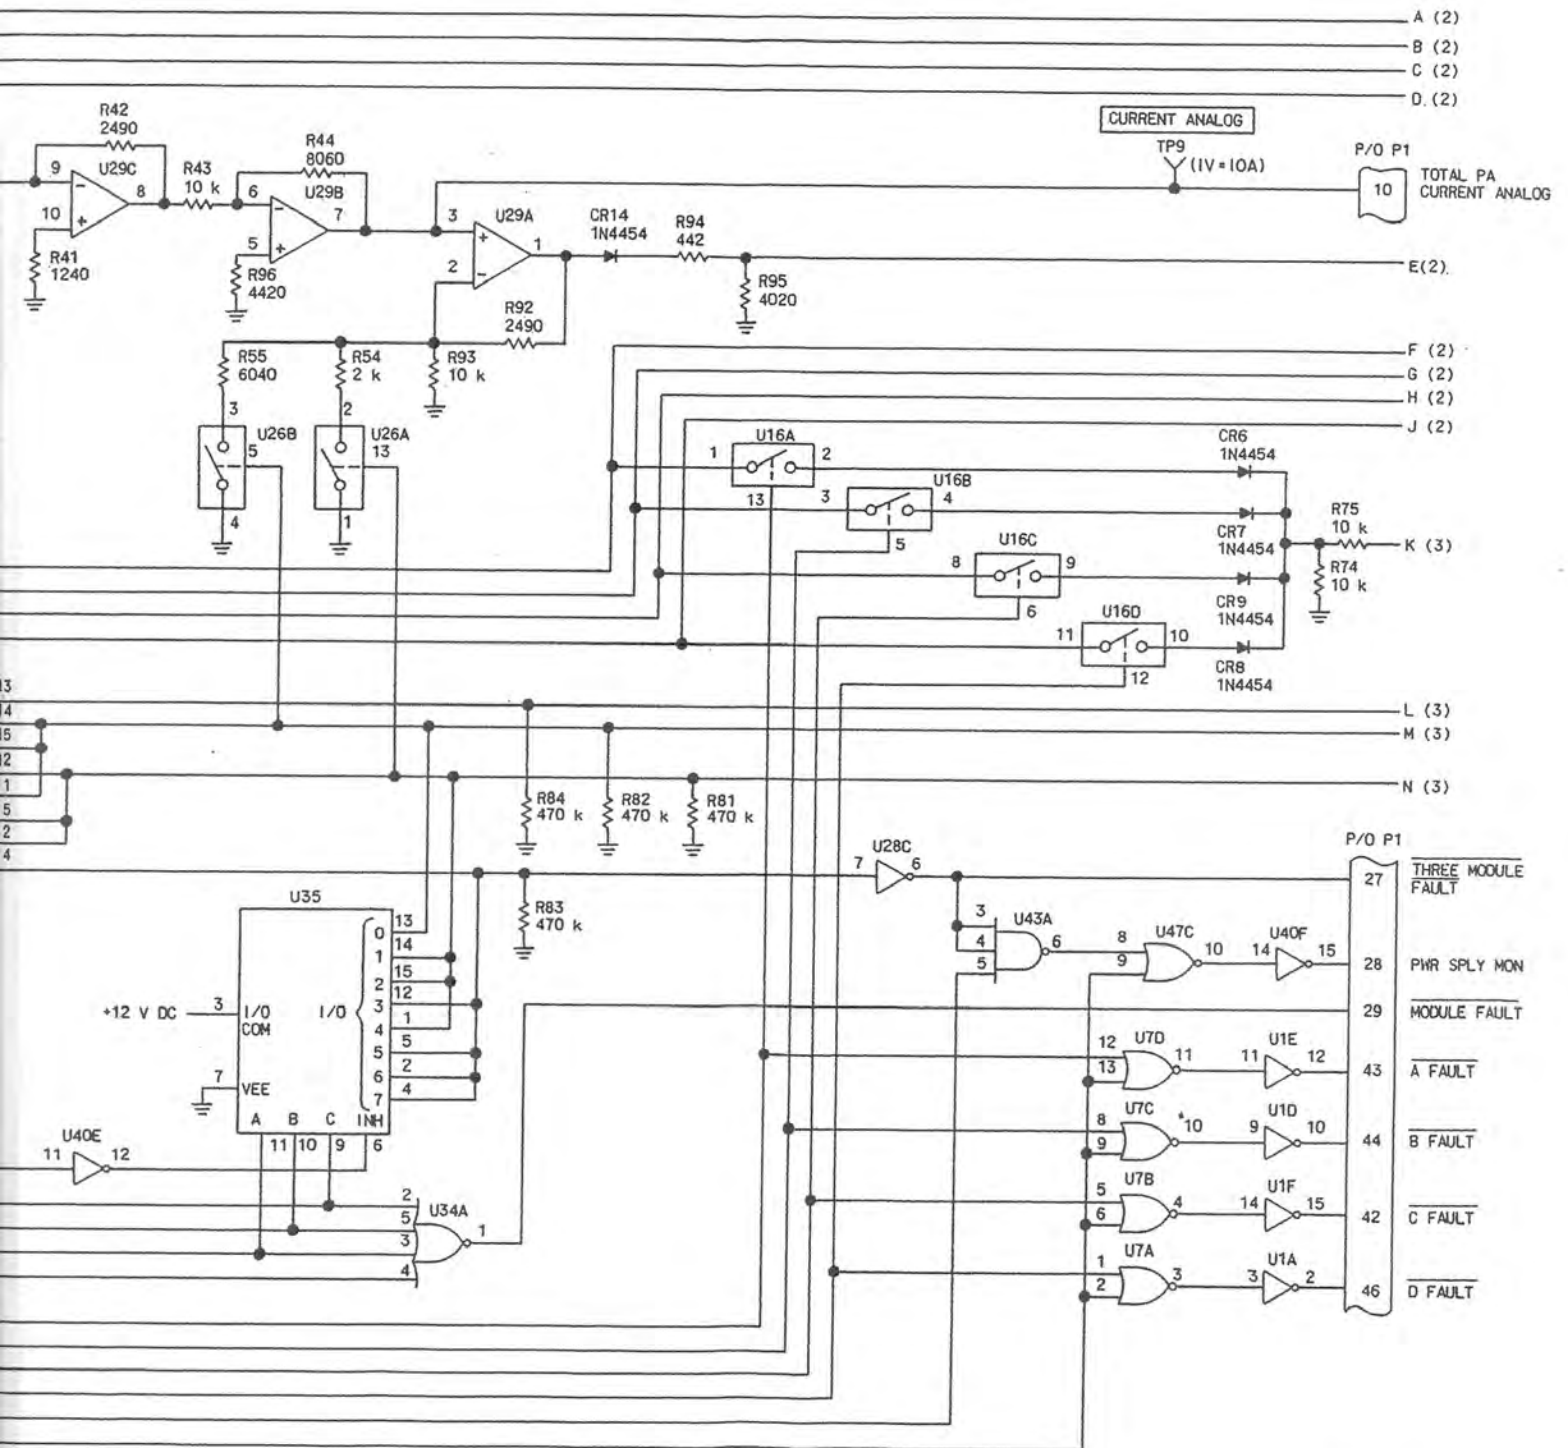 A (2)
B (2)
C (2)
D.(2)
CURRENT ANALOG
TP9
(1V=10A)
P/O P1
10
TOTAL PA
CURRENT ANALOG
R42
2490
9
U29C
8
10
R41
1240
R43
10 k
R44
8060
6
U29B
7
5
R96
4420
3
U29A
1
2
CR14
1N4454
R94
442
R95
4020
E(2).
R92
2490
R55
6040
R54
2 k
R93
10 k
3
U26B
5
4
2
U26A
13
1
F (2)
G (2)
H (2)
J (2)
1
U16A
2
13
3
U16B
4
5
8
U16C
9
6
11
U16D
10
12
CR6
1N4454
CR7
1N4454
CR9
1N4454
CR8
1N4454
R75
10 k
R74
10 k
K (3)
L (3)
M (3)
N (3)
13
14
15
12
1
5
2
4
R84
470 k
R82
470 k
R81
470 k
R83
470 k
7
U28C
6
P/O P1
27
THREE MODULE
FAULT
3
4
5
U43A
6
8
9
U47C
10
14
U40F
15
28
PWR SPLY MON
29
MODULE FAULT
U35
+12 V DC
3
I/O
COM
I/O
7
VEE
0
1
2
3
4
5
6
7
13
14
15
12
1
5
2
4
A
B
C
INH
11
10
9
6
11
U40E
12
2
5
3
4
U34A
1
12
13
U7D
11
11
U1E
12
43
A FAULT
8
9
U7C
*10
9
U1D
10
44
B FAULT
5
6
U7B
4
14
U1F
15
42
C FAULT
1
2
U7A
3
3
U1A
2
46
D FAULT